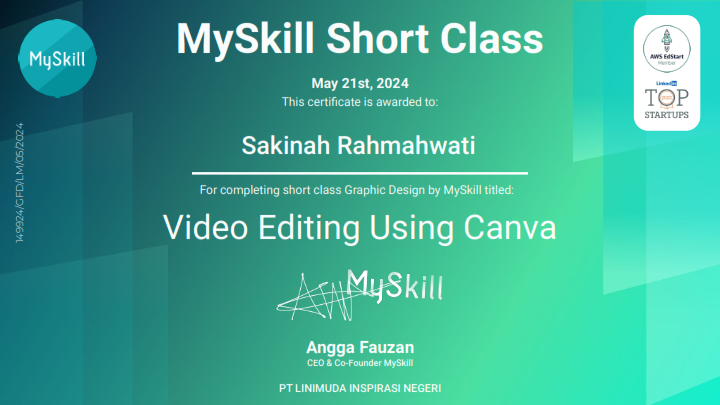 MySkill
MySkill Short Class
AWS EdStart
Member
LinkedIn
TOP
STARTUPS
May 21st, 2024
This certificate is awarded to:
Sakinah Rahmahwati
149924/GFD/LM/05/2024
For completing short class Graphic Design by MySkill titled:
Video Editing Using Canva
MySkill
Angga Fauzan
CEO & Co-Founder MySkill
PT LINIMUDA INSPIRASI NEGERI